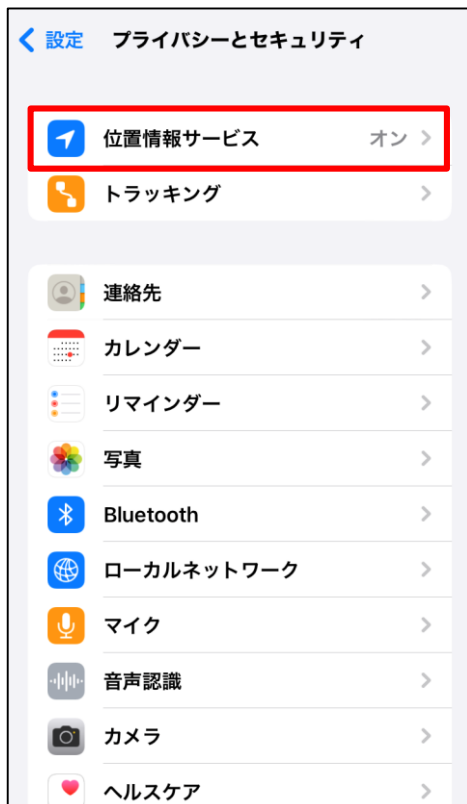 設定 プライバシーとセキュリティ
位置情報サービス オン
トラッキング
連絡先
カレンダー
リマインダー
写真
Bluetooth
ローカルネットワーク
マイク
音声認識
カメラ
ヘルスケア